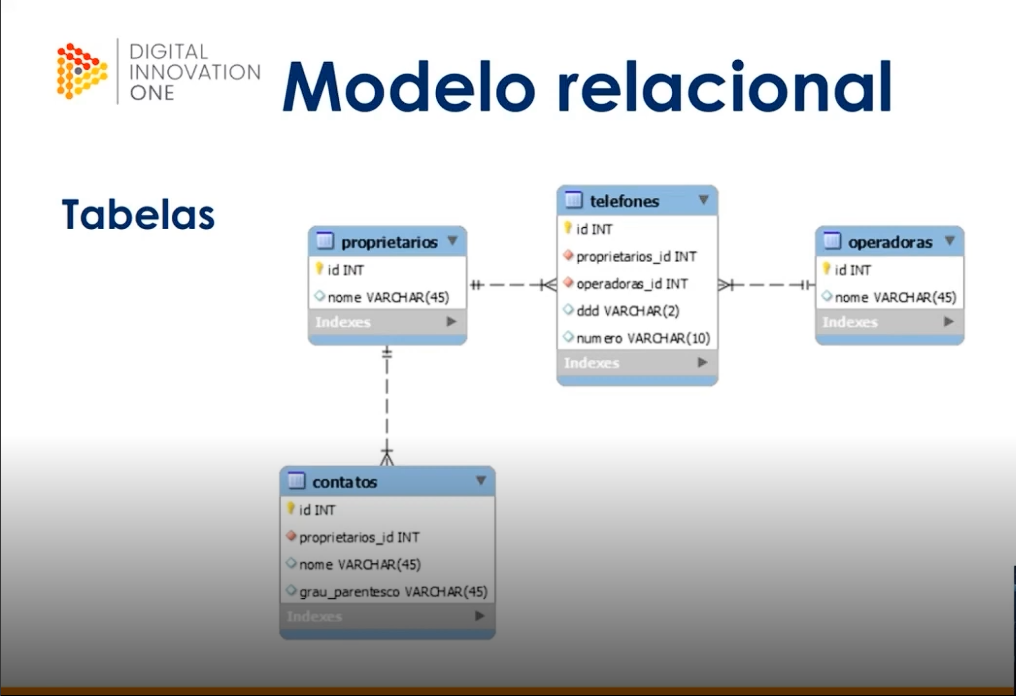 DIGITAL
INNOVATION
ONE
Modelo relacional
Tabelas
proprietarios
id INT
nome VARCHAR(45)
Indexes
telefones
id INT
proprietarios_id INT
operadoras_id INT
ddd VARCHAR(2)
numero VARCHAR(10)
Indexes
operadoras
id INT
nome VARCHAR(45)
Indexes
contatos
id INT
proprietarios_id INT
nome VARCHAR(45)
grau_parentesco VARCHAR(45)
Indexes